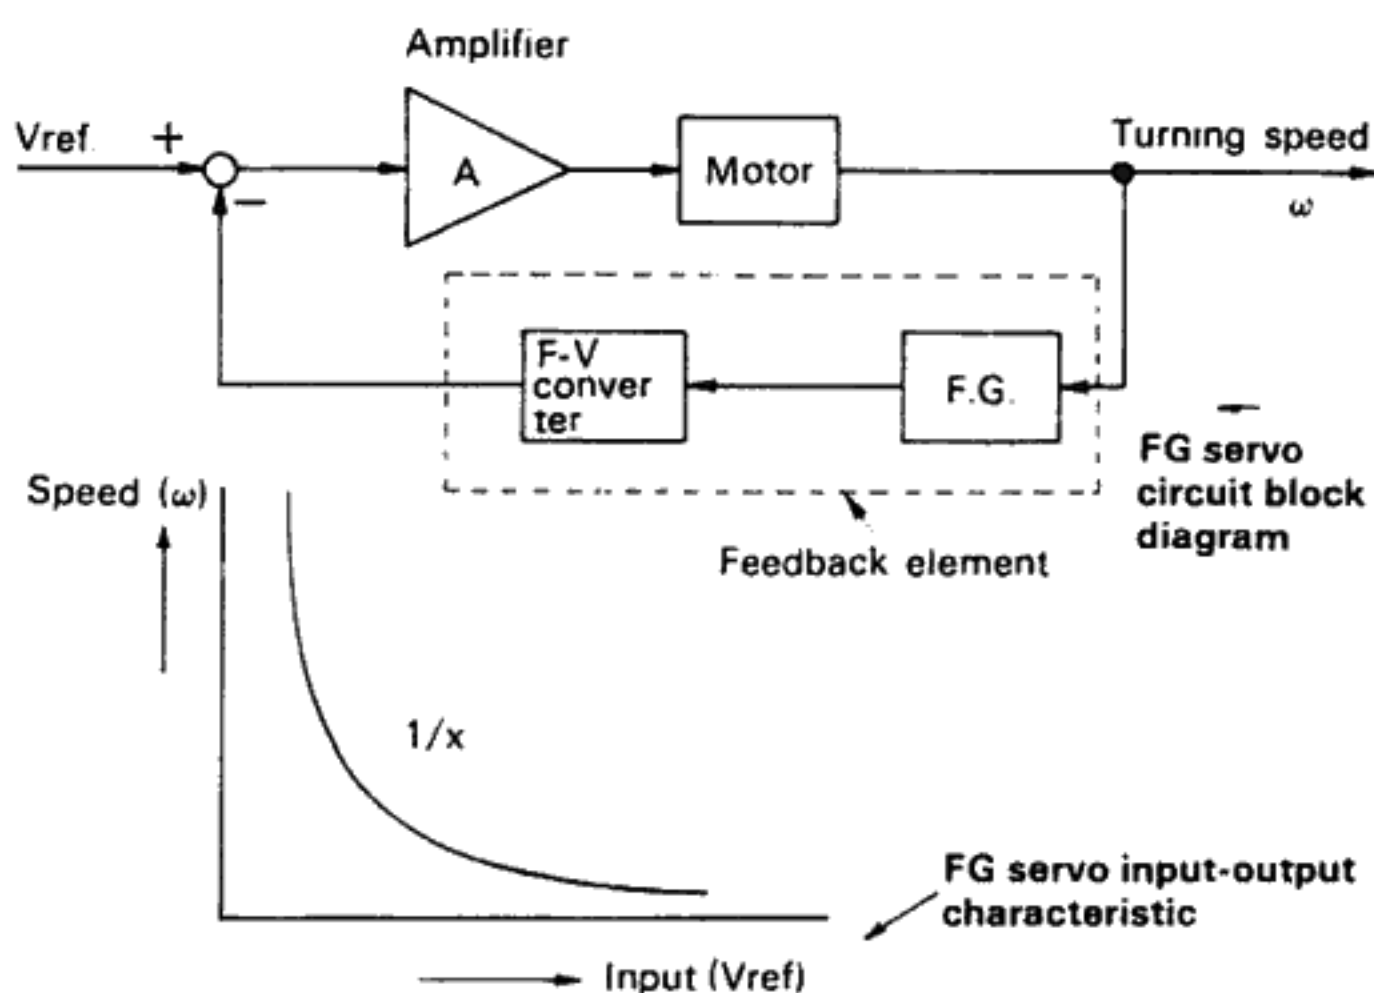 Amplifier
Vref. + Turning speed
A
Motor
ω
−
F-V
conver
ter
F.G.
FG servo
circuit block
diagram
Feedback element
Speed (ω)
1/x
FG servo input-output
characteristic
Input (Vref)